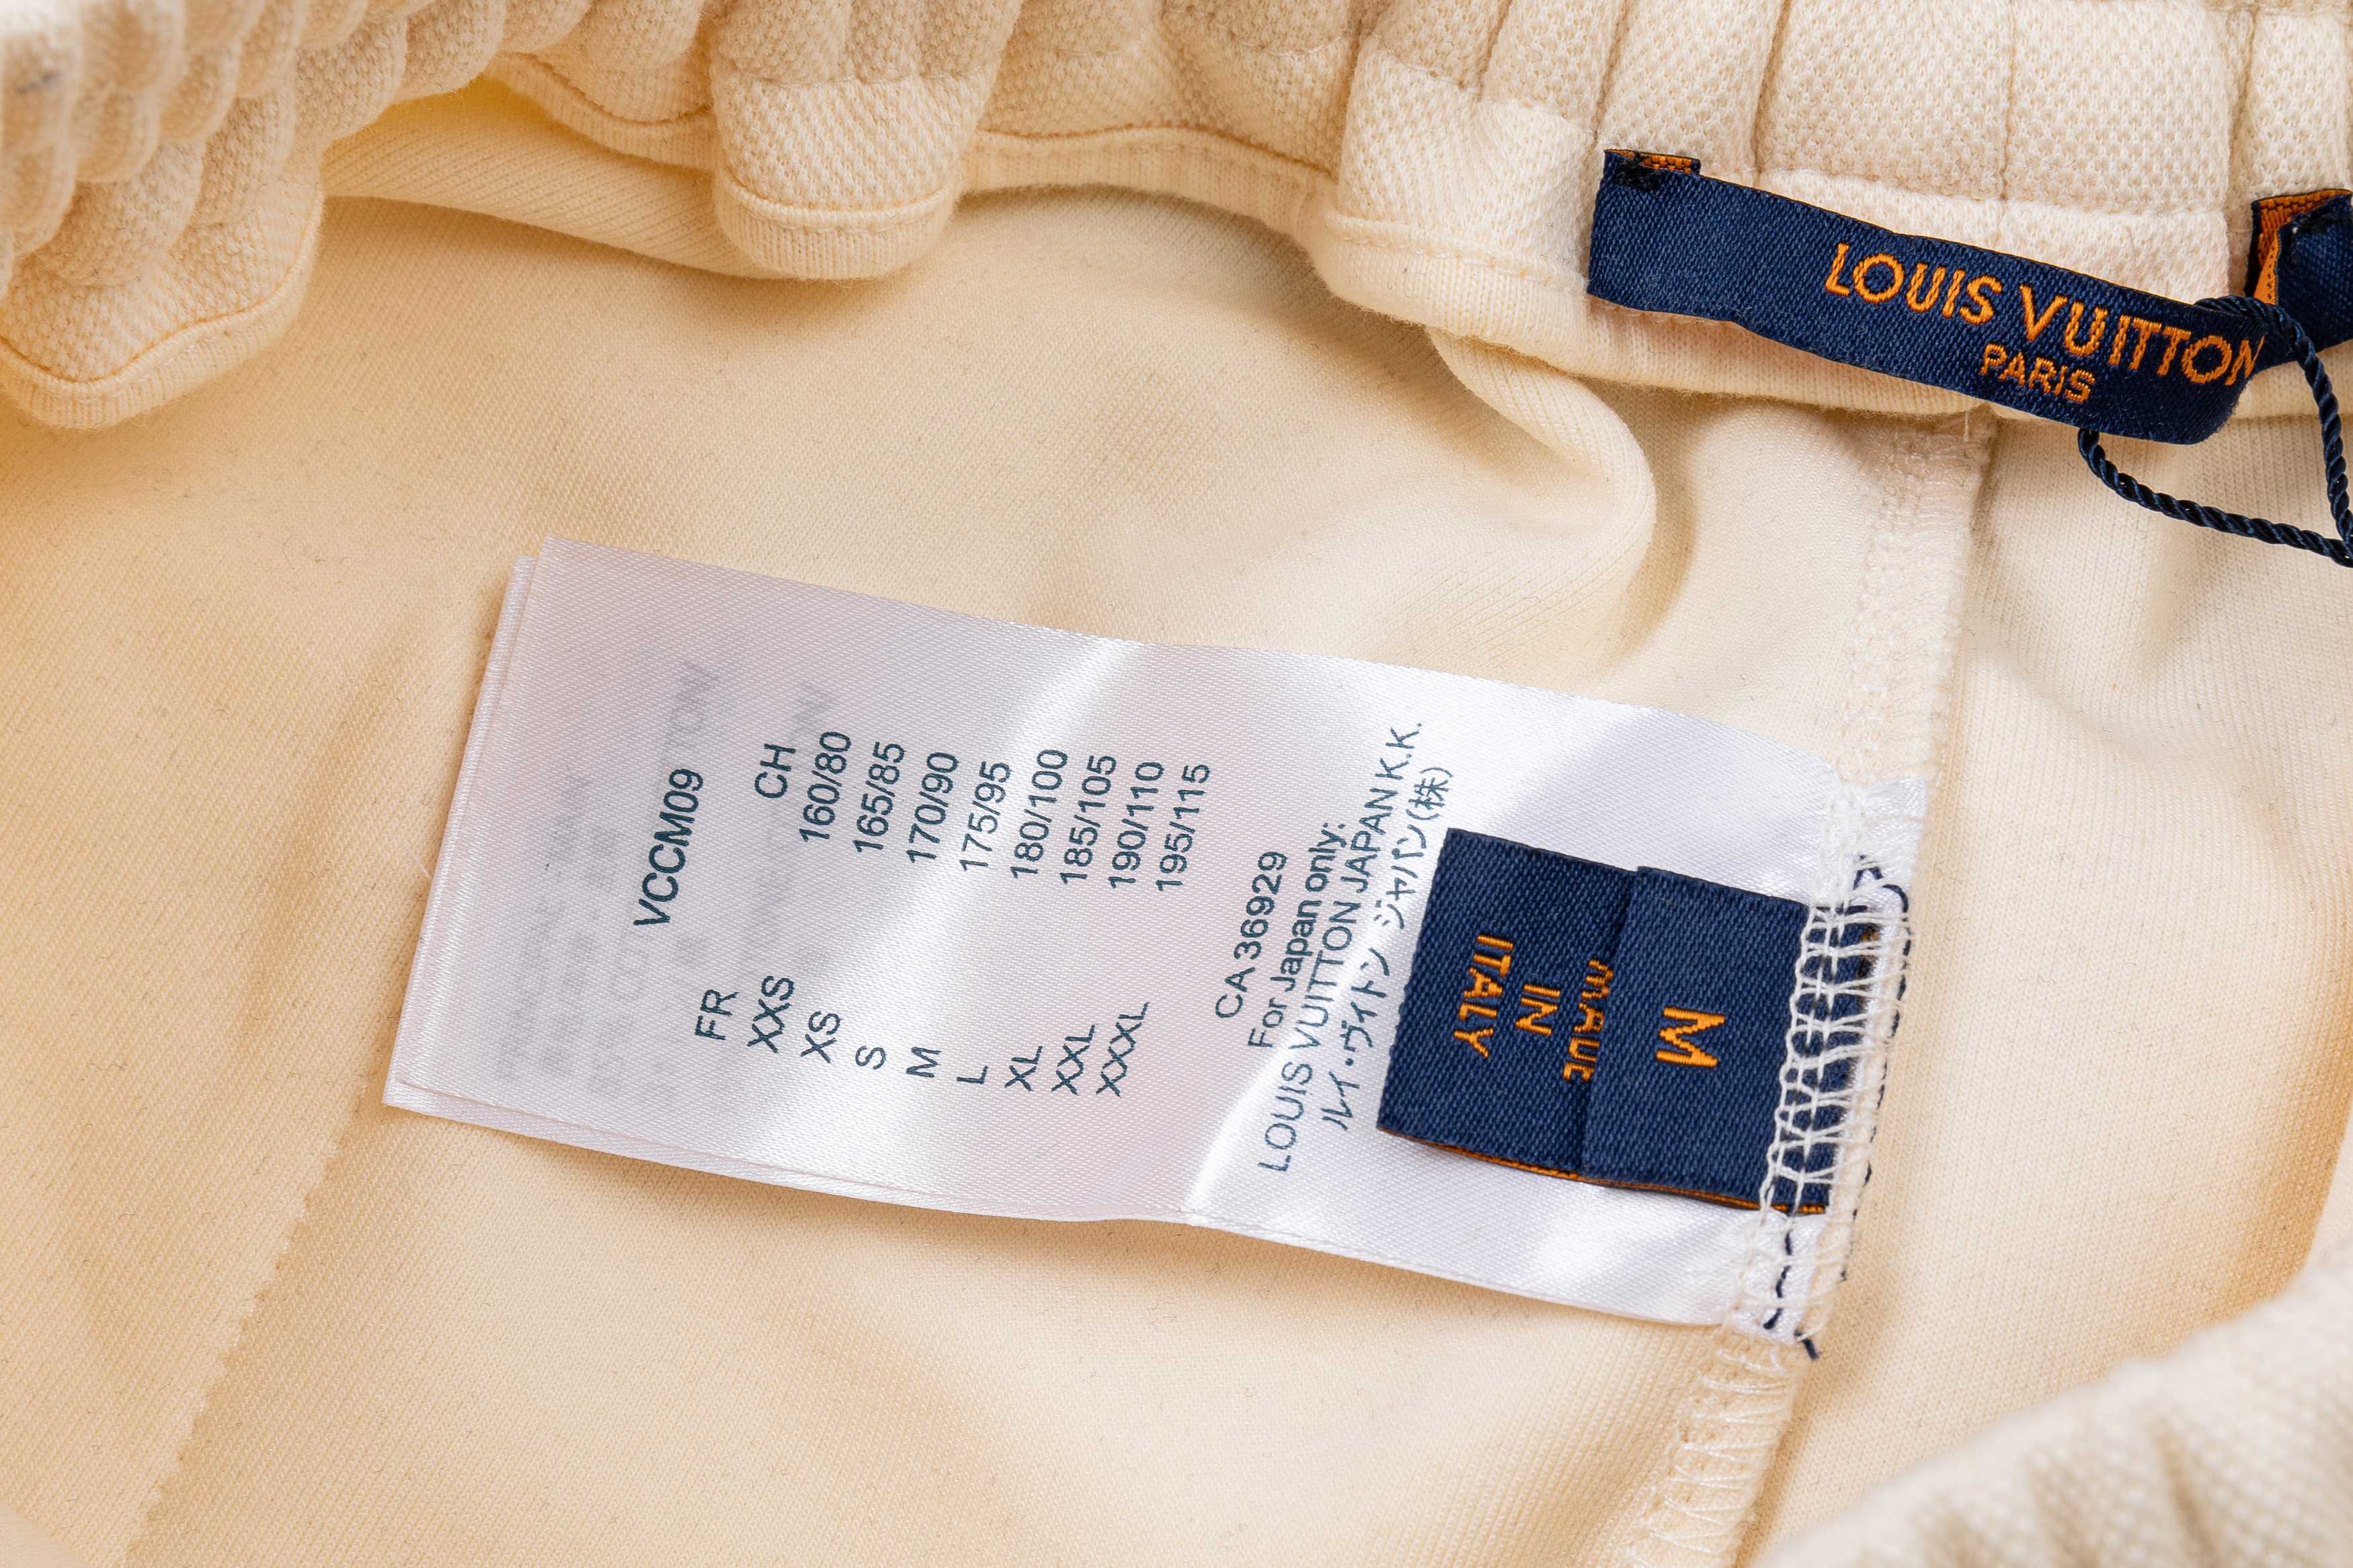 LOUIS VUITTON
PARIS
VCCM09
FR CH
XXS 160/80
XS 165/85
S 170/90
M 175/95
L 180/100
XL 185/105
XXL 190/110
XXXL 195/115
CA 36929
For Japan only:
LOUIS VUITTON JAPAN K.K.
ルイ・ヴィトン ジャパン(株)
M
MADE
IN
ITALY